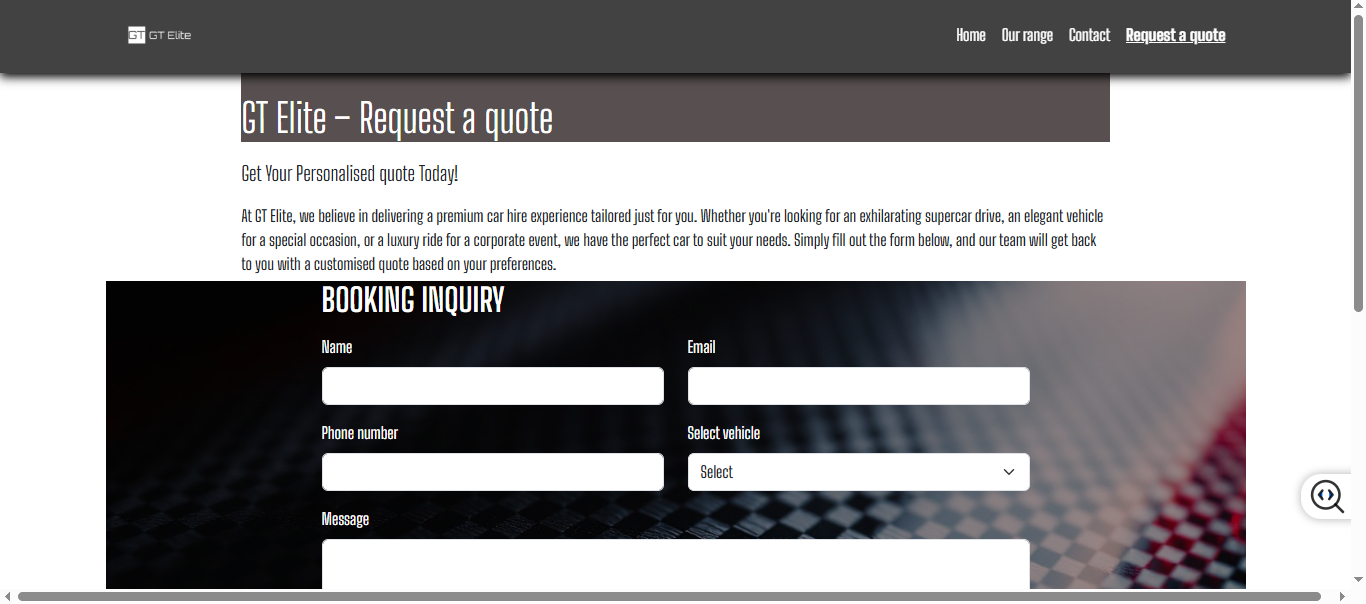 GT GT Elite
Home Our range Contact Request a quote
GT Elite – Request a quote
Get Your Personalised quote Today!
At GT Elite, we believe in delivering a premium car hire experience tailored just for you. Whether you're looking for an exhilarating supercar drive, an elegant vehicle
for a special occasion, or a luxury ride for a corporate event, we have the perfect car to suit your needs. Simply fill out the form below, and our team will get back
to you with a customised quote based on your preferences.
BOOKING INQUIRY
Name Email
Phone number Select vehicle
Select
Message